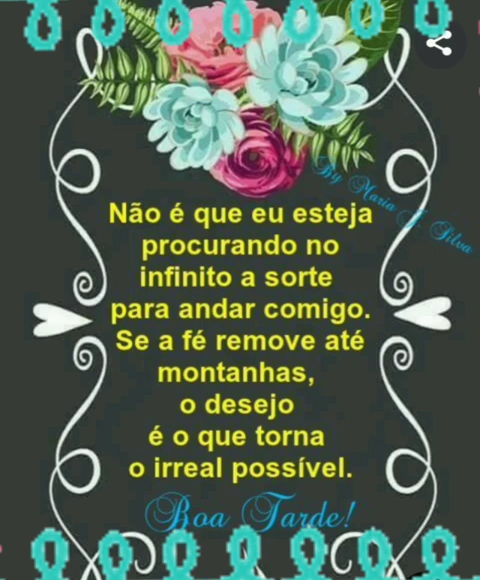 By Maria J. Silva
Não é que eu esteja
procurando no
infinito a sorte
para andar comigo.
Se a fé remove até
montanhas,
o desejo
é o que torna
o irreal possível.
Boa Tarde!